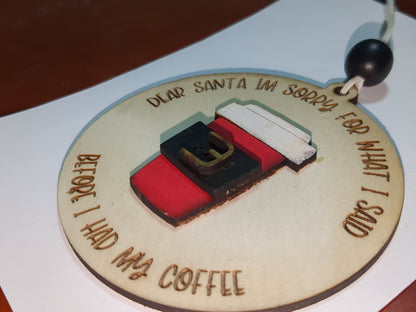 DEAR SANTA IM SORRY FOR WHAT I SAID
BEFORE I HAD MY COFFEE